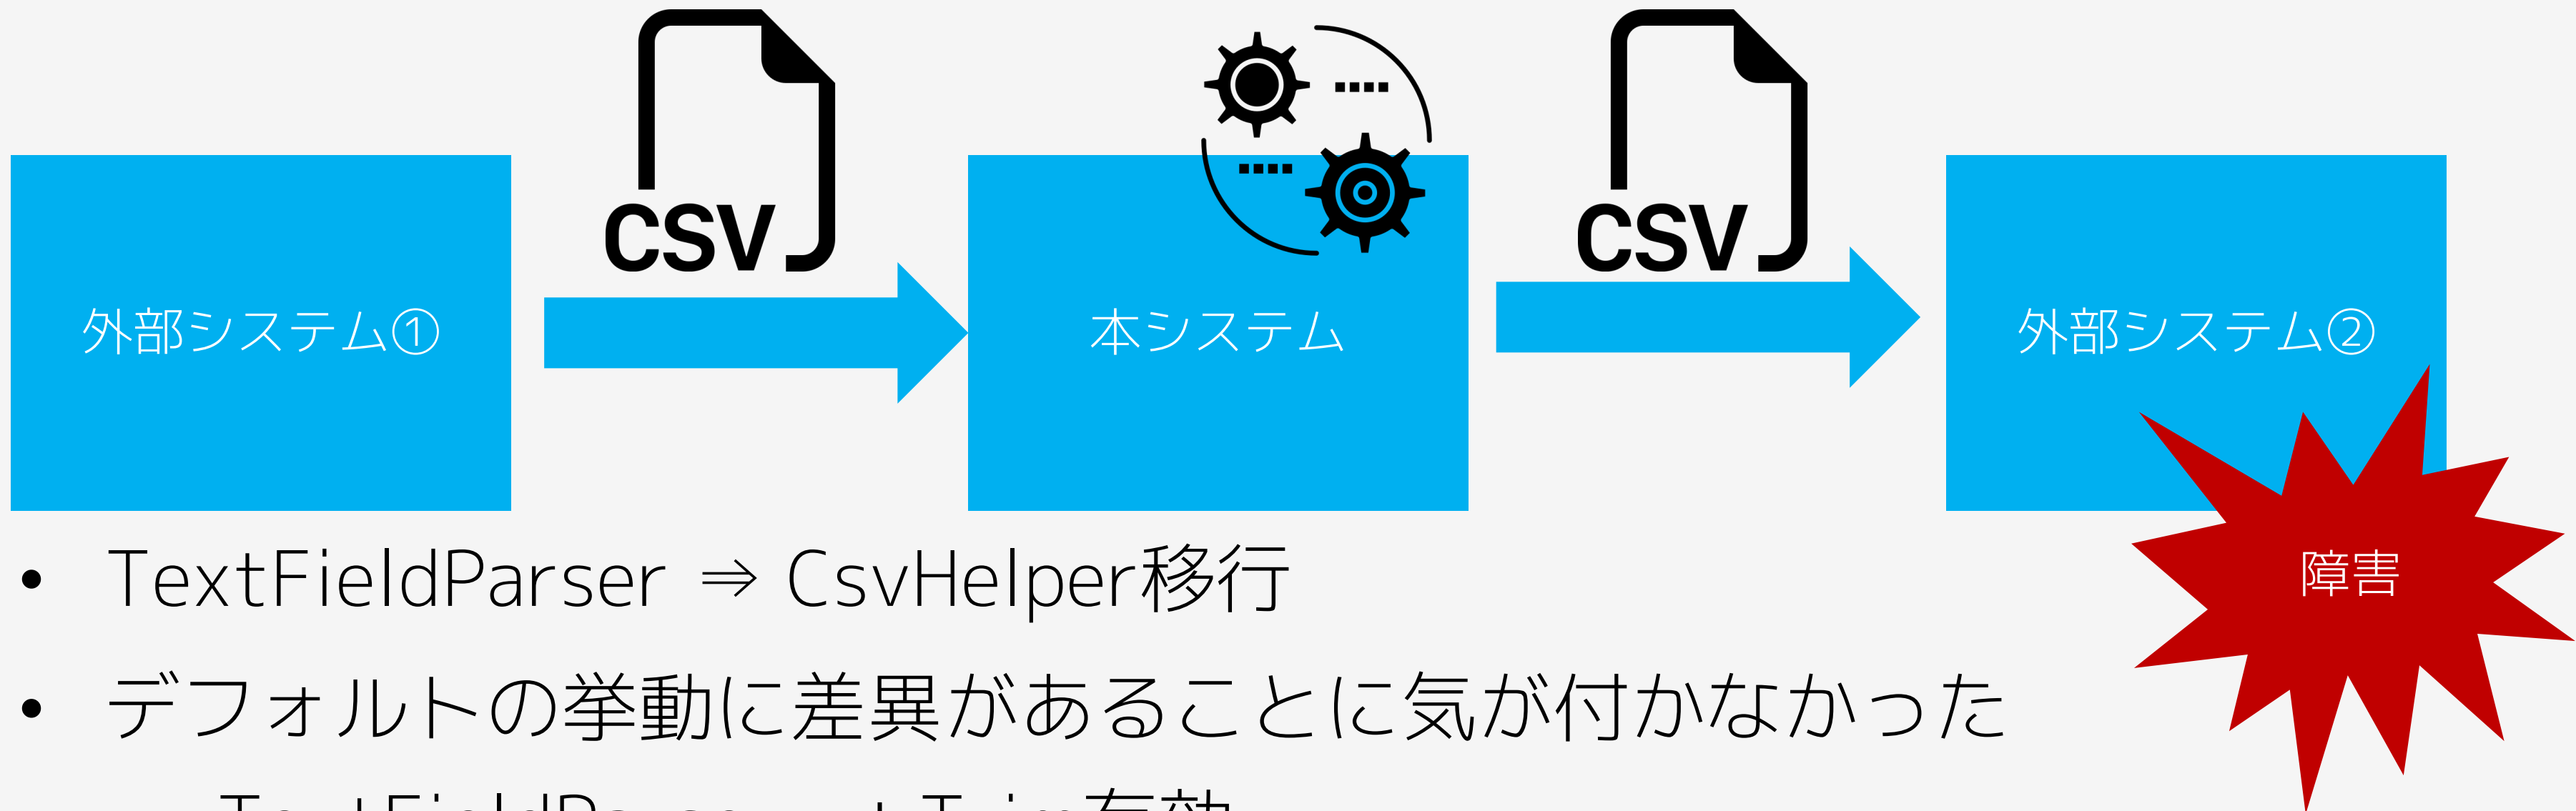 CSV
CSV
外部システム①
本システム
外部システム②
障害
• TextFieldParser ⇒ CsvHelper移行
• デフォルトの挙動に差異があることに気が付かなかった